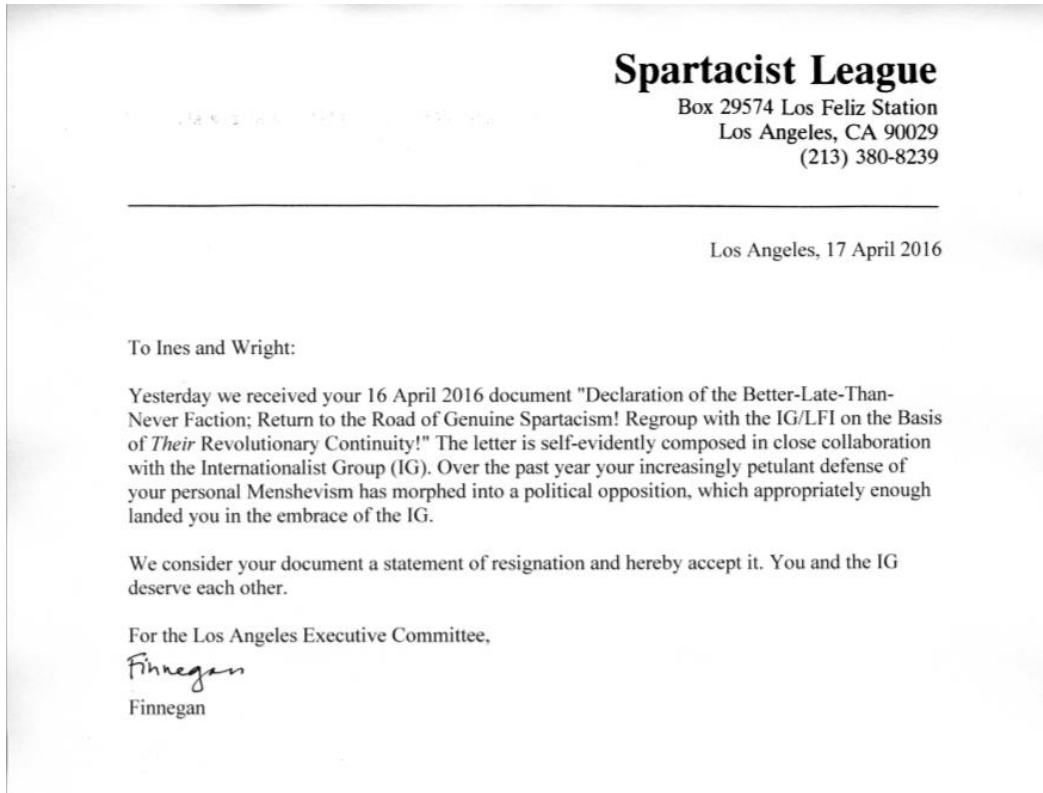 Spartacist League
Box 29574 Los Feliz Station
Los Angeles, CA 90029
(213) 380-8239
Los Angeles, 17 April 2016
To Ines and Wright:
Yesterday we received your 16 April 2016 document "Declaration of the Better-Late-Than-
Never Faction; Return to the Road of Genuine Spartacism! Regroup with the IG/LFI on the Basis
of Their Revolutionary Continuity!" The letter is self-evidently composed in close collaboration
with the Internationalist Group (IG). Over the past year your increasingly petulant defense of
your personal Menshevism has morphed into a political opposition, which appropriately enough
landed you in the embrace of the IG.
We consider your document a statement of resignation and hereby accept it. You and the IG
deserve each other.
For the Los Angeles Executive Committee,
Finnegan
Finnegan